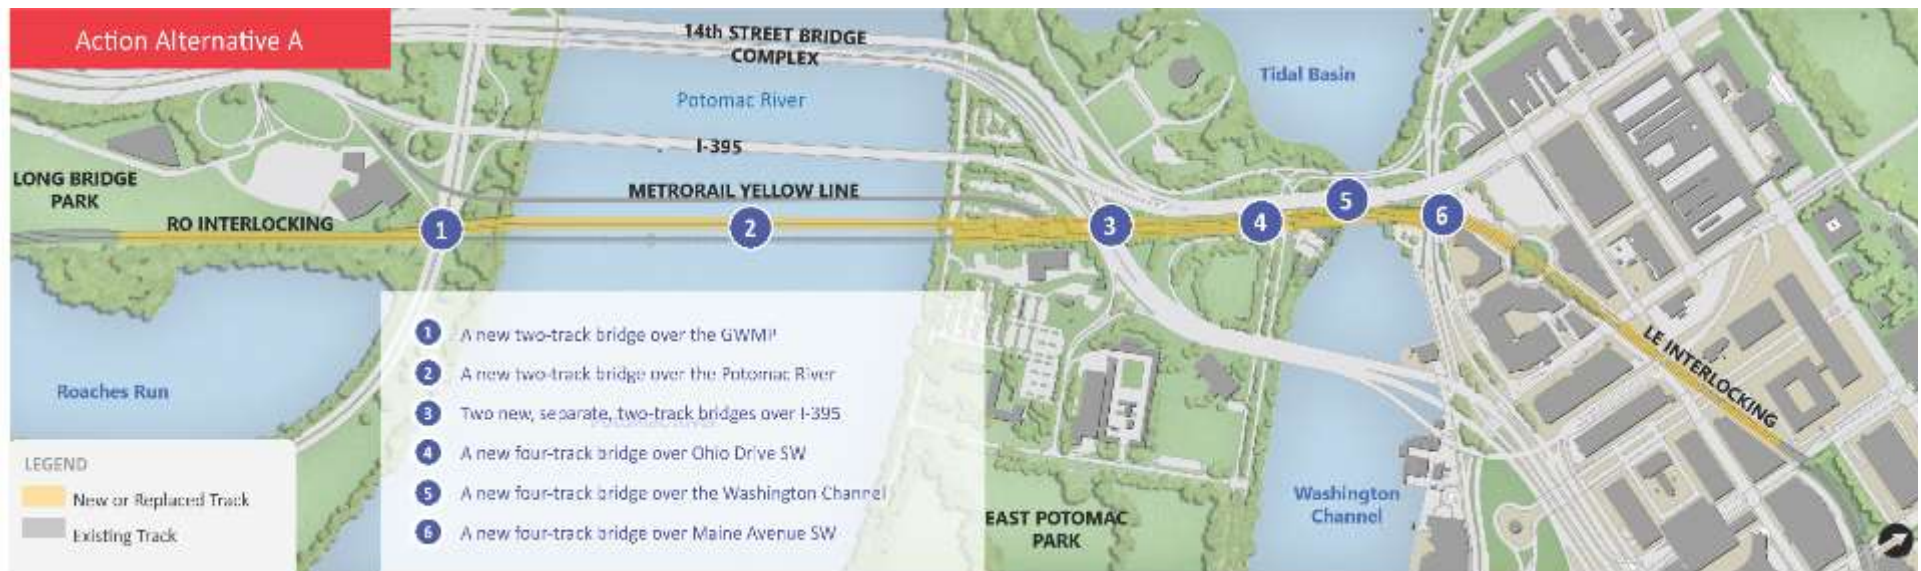 Action Alternative A
14th STREET BRIDGE
COMPLEX
Tidal Basin
Potomac River
I-395
LONG BRIDGE
PARK
METRORAIL YELLOW LINE
RO INTERLOCKING
1
2
3
4
5
6
LE INTERLOCKING
Roaches Run
1 A new two-track bridge over the GWMP
2 A new two-track bridge over the Potomac River
3 Two new, separate, two-track bridges over I-395
4 A new four-track bridge over Ohio Drive SW
5 A new four-track bridge over the Washington Channel
6 A new four-track bridge over Maine Avenue SW
Potomac River
LEGEND
New or Replaced Track
Existing Track
EAST POTOMAC
PARK
Washington
Channel